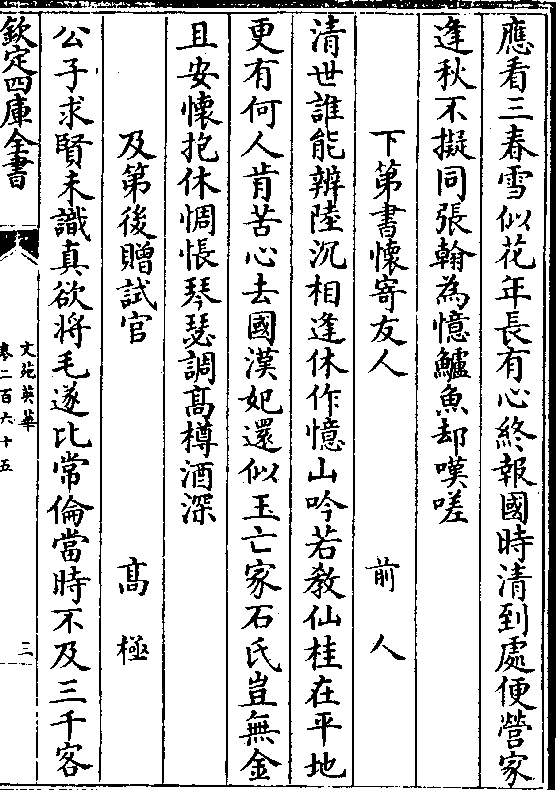 應看三春雪似花年長有心終報國時清到處便營家
逢秋不擬同張翰為憶鱸魚却嘆嗟
下第書懷寄友人 前人
清世誰能辨陸沉相逢休作憶山吟若教仙桂在平地
更有何人肯苦心去國漢妃還似玉亡家石氏豈無金
且安懷抱休惆悵琴瑟調髙樽酒深
及第後贈試官 髙極
公子求賢未識真欲將毛遂比常倫當時不及三千客
欽定四庫全書
文苑英華
卷二百六十五
三